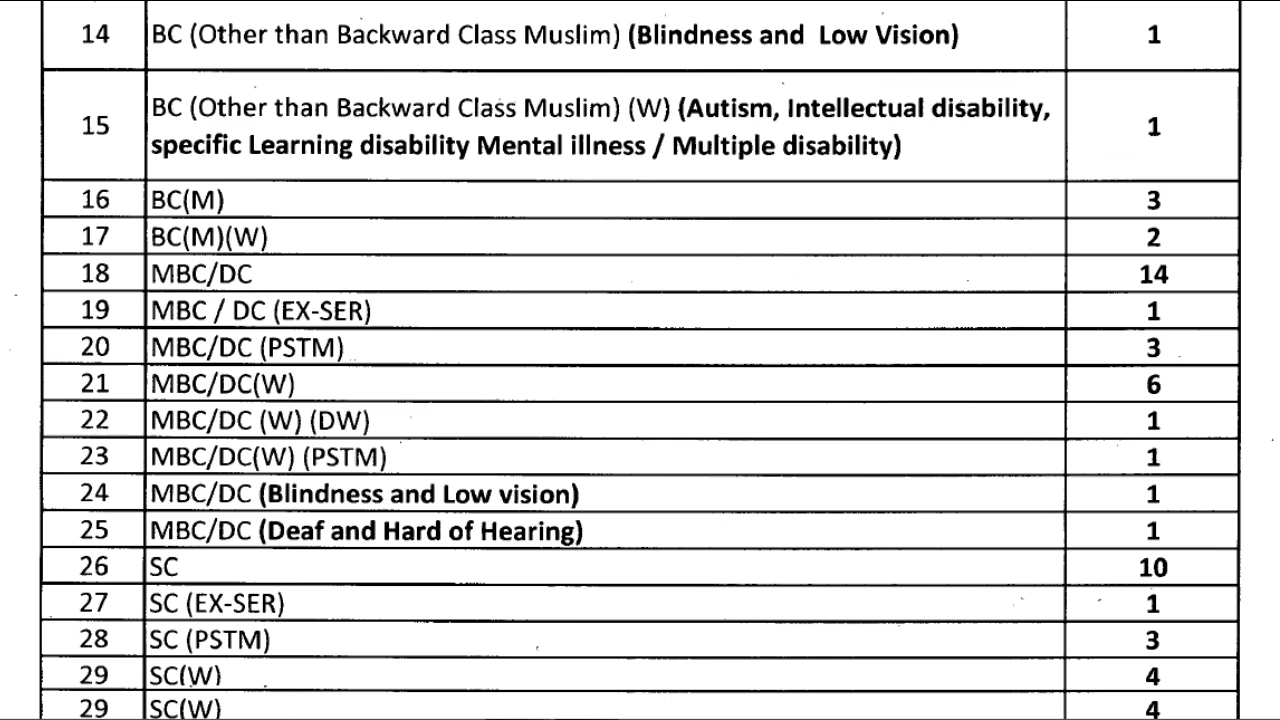 14 BC (Other than Backward Class Muslim) (Blindness and Low Vision) 1
15 BC (Other than Backward Class Muslim) (W) (Autism, Intellectual disability, 1
specific Learning disability Mental illness / Multiple disability)
16 BC(M) 3
17 BC(M)(W) 2
18 MBC/DC 14
19 MBC / DC (EX-SER) 1
20 MBC/DC (PSTM) 3
21 MBC/DC(W) 6
22 MBC/DC (W) (DW) 1
23 MBC/DC(W) (PSTM) 1
24 MBC/DC (Blindness and Low vision) 1
25 MBC/DC (Deaf and Hard of Hearing) 1
26 SC 10
27 SC (EX-SER) 1
28 SC (PSTM) 3
29 SC(W) 4
29 SC(W) 4